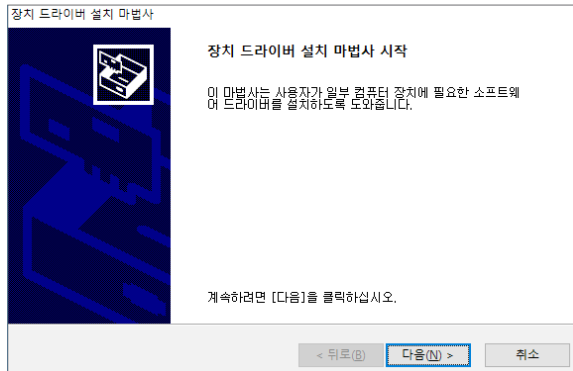 장치 드라이버 설치 마법사
장치 드라이버 설치 마법사 시작
이 마법사는 사용자가 일부 컴퓨터 장치에 필요한 소프트웨
어 드라이버를 설치하도록 도와줍니다.
계속하려면 [다음]을 클릭하십시오.
< 뒤로(B) 다음(N) > 취소